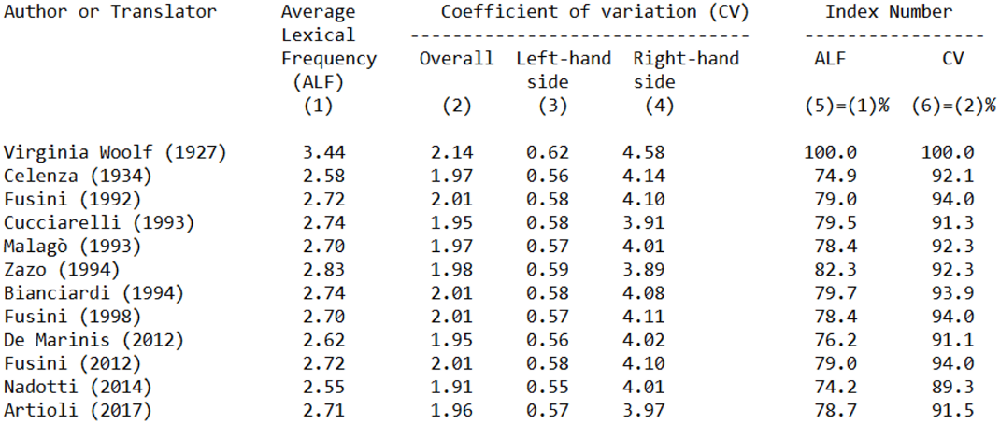 Author or Translator Average Coefficient of variation (CV) Index Number
Lexical -------------------------------- -----------------
Frequency Overall Left-hand Right-hand ALF CV
(ALF) side side
(1) (2) (3) (4) (5)=(1)% (6)=(2)%
Virginia Woolf (1927) 3.44 2.14 0.62 4.58 100.0 100.0
Celenza (1934) 2.58 1.97 0.56 4.14 74.9 92.1
Fusini (1992) 2.72 2.01 0.58 4.10 79.0 94.0
Cucciarelli (1993) 2.74 1.95 0.58 3.91 79.5 91.3
Malagò (1993) 2.70 1.97 0.57 4.01 78.4 92.3
Zazo (1994) 2.83 1.98 0.59 3.89 82.3 92.3
Bianciardi (1994) 2.74 2.01 0.58 4.08 79.7 93.9
Fusini (1998) 2.70 2.01 0.57 4.11 78.4 94.0
De Marinis (2012) 2.62 1.95 0.56 4.02 76.2 91.1
Fusini (2012) 2.72 2.01 0.58 4.10 79.0 94.0
Nadotti (2014) 2.55 1.91 0.55 4.01 74.2 89.3
Artioli (2017) 2.71 1.96 0.57 3.97 78.7 91.5